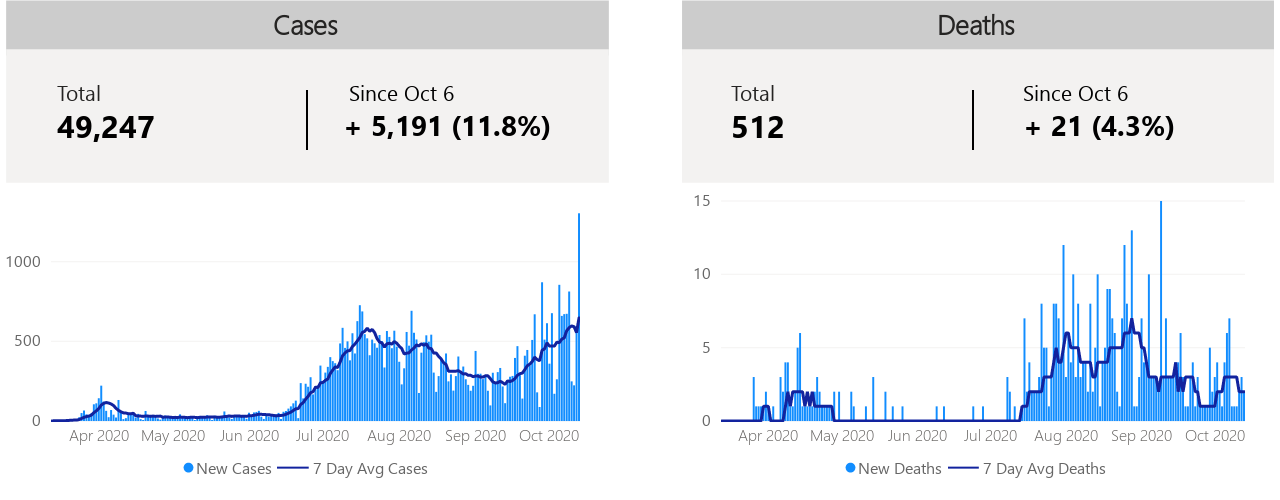 Cases
Total
49,247
Since Oct 6
+ 5,191 (11.8%)
1000
500
0
Apr 2020 May 2020 Jun 2020 Jul 2020 Aug 2020 Sep 2020 Oct 2020
New Cases 7 Day Avg Cases
Deaths
Total
512
Since Oct 6
+ 21 (4.3%)
15
10
5
0
Apr 2020 May 2020 Jun 2020 Jul 2020 Aug 2020 Sep 2020 Oct 2020
New Deaths 7 Day Avg Deaths